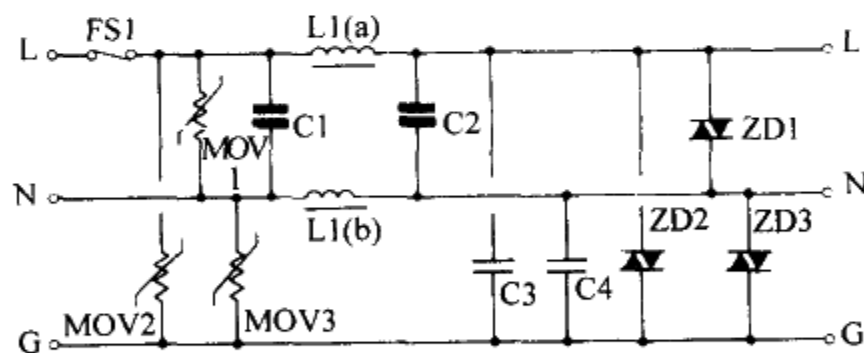 FS1
L1(a)
L
L
C1
C2
ZD1
MOV
1
N
N
L1(b)
ZD2
ZD3
C3
C4
MOV2
MOV3
G
G